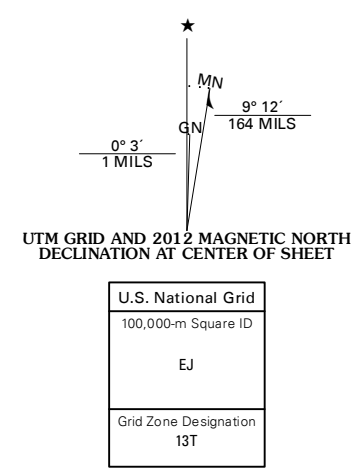 ★
MN
GN
9° 12´
164 MILS
0° 3´
1 MILS
UTM GRID AND 2012 MAGNETIC NORTH
DECLINATION AT CENTER OF SHEET
U.S. National Grid
100,000-m Square ID
EJ
Grid Zone Designation
13T